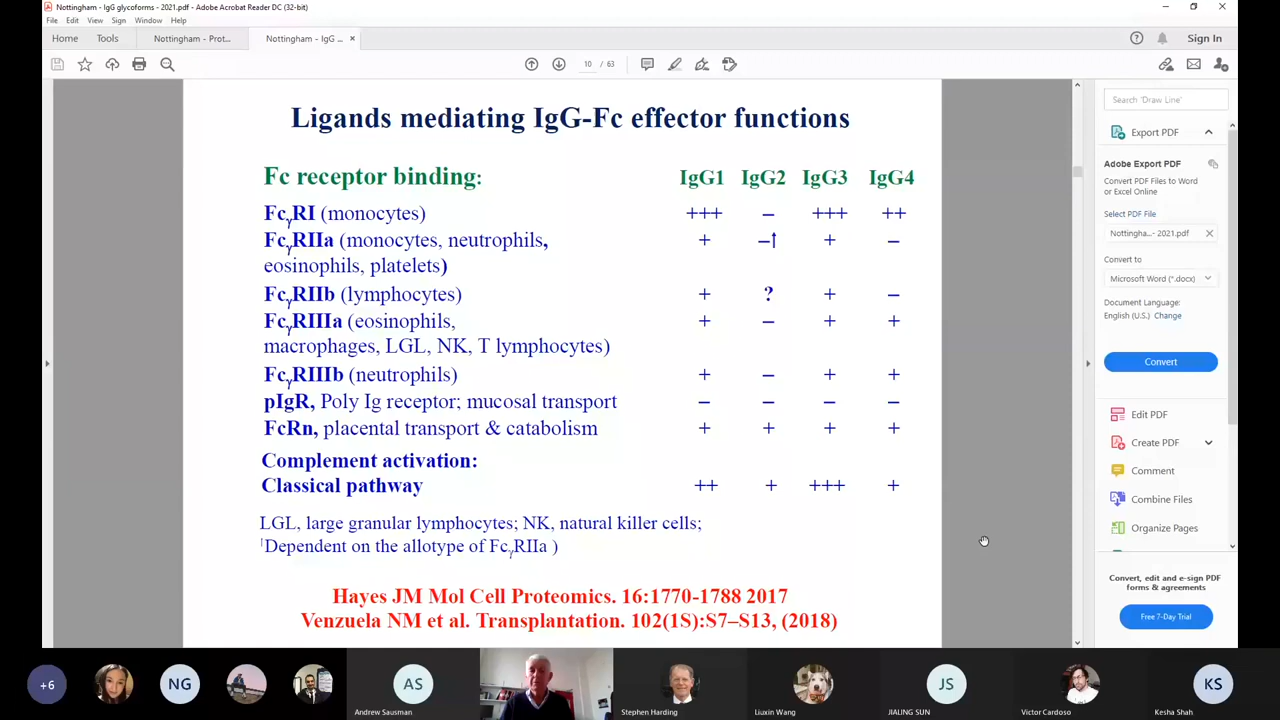 Nottingham - IgG glycoforms - 2021.pdf - Adobe Acrobat Reader DC (32-bit)
File Edit View Sign Window Help
Home Tools Nottingham - Prot... Nottingham - IgG ... × Sign In
10 / 63
Search 'Draw Line'
Export PDF
Adobe Export PDF
Convert PDF Files to Word
or Excel Online
Select PDF File
Nottingha...- 2021.pdf
Convert to
Microsoft Word (*.docx)
Document Language:
English (U.S.) Change
Convert
Edit PDF
Create PDF
Comment
Combine Files
Organize Pages
Convert, edit and e-sign PDF
forms & agreements
Free 7-Day Trial
Ligands mediating IgG-Fc effector functions
Fc receptor binding: IgG1 IgG2 IgG3 IgG4
FcγRI (monocytes) +++ – +++ ++
FcγRIIa (monocytes, neutrophils, + –↑ + –
eosinophils, platelets)
FcγRIIb (lymphocytes) + ? + –
FcγRIIIa (eosinophils, + – + +
macrophages, LGL, NK, T lymphocytes)
FcγRIIIb (neutrophils) + – + +
pIgR, Poly Ig receptor; mucosal transport – – – –
FcRn, placental transport & catabolism + + + +
Complement activation:
Classical pathway ++ + +++ +
LGL, large granular lymphocytes; NK, natural killer cells;
↑Dependent on the allotype of FcγRIIa )
Hayes JM Mol Cell Proteomics. 16:1770-1788 2017
Venzuela NM et al. Transplantation. 102(1S):S7–S13, (2018)
+6 NG AS JS KS
Andrew Sausman Stephen Harding Liuxin Wang JIALING SUN Victor Cardoso Kesha Shah